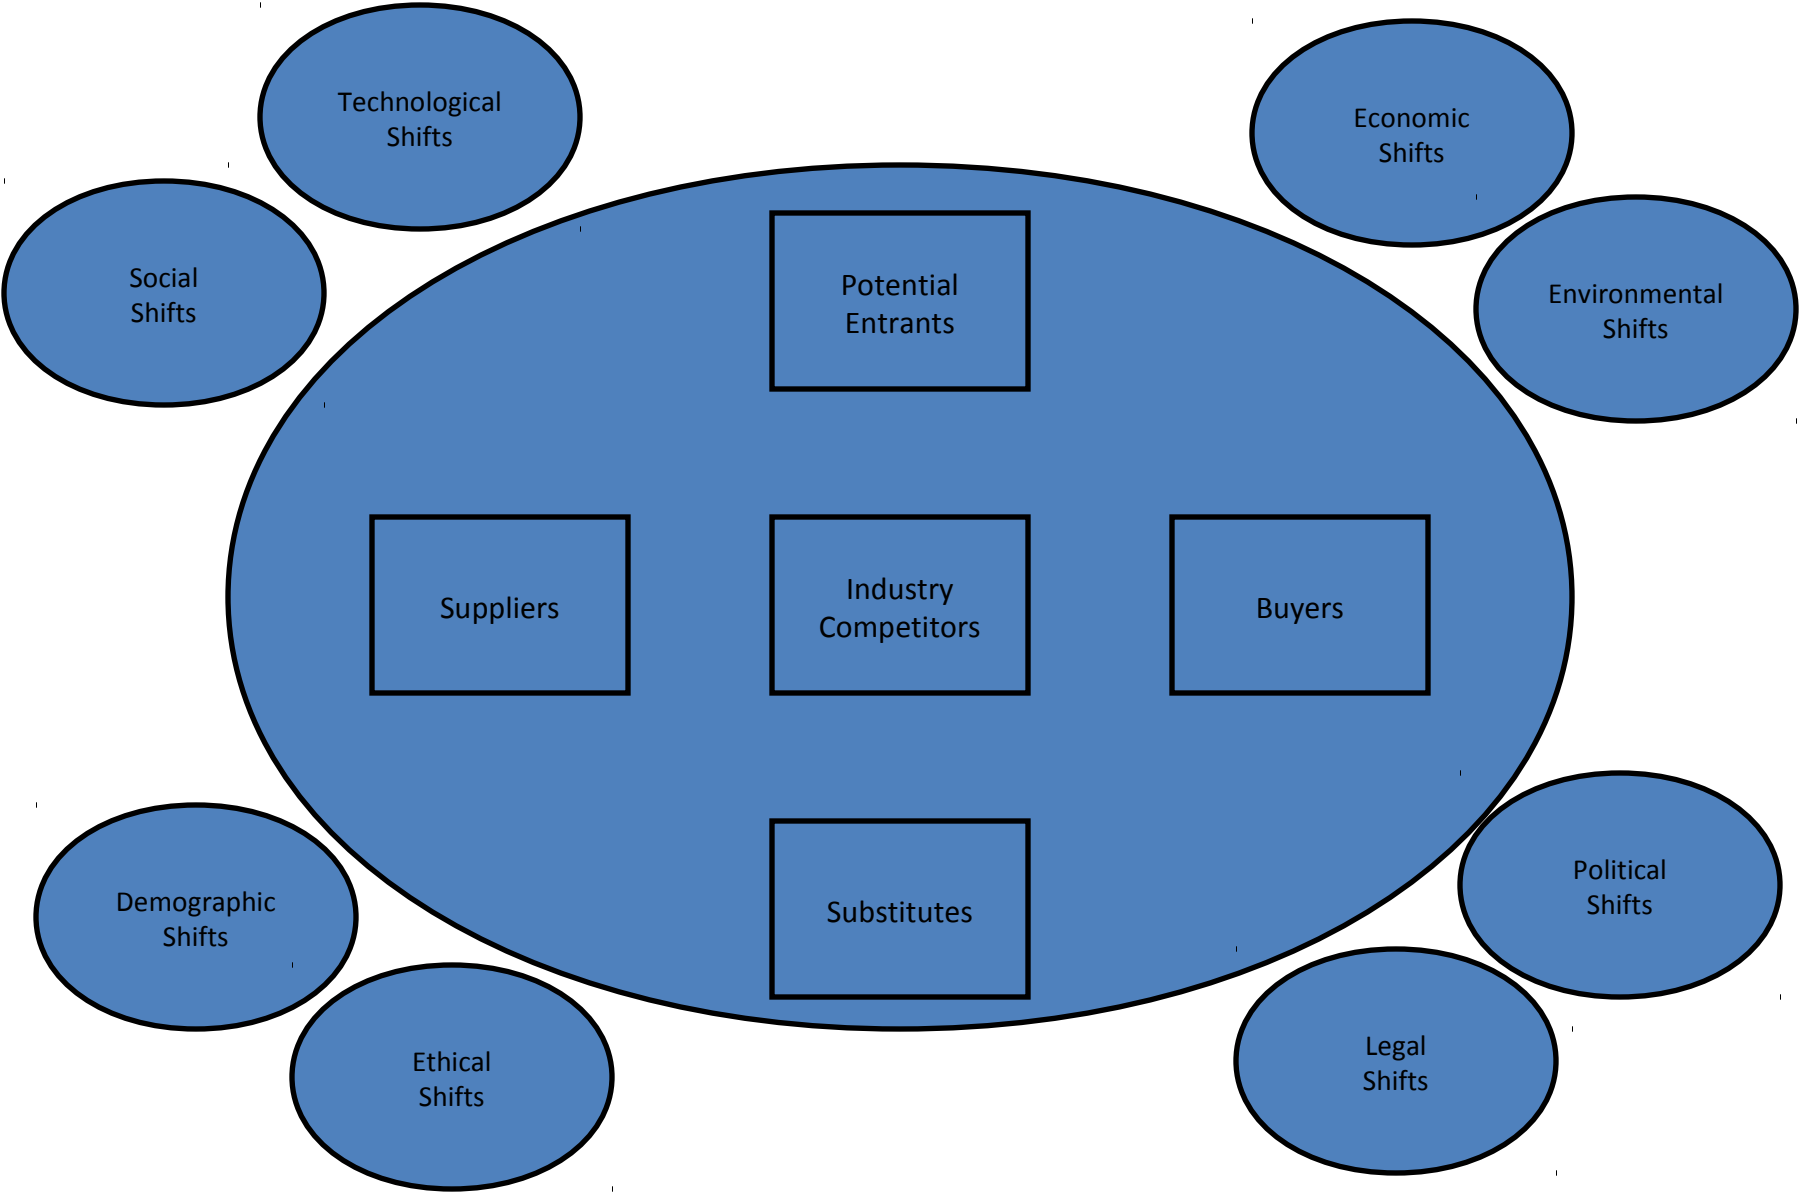 Technological
Shifts
Economic
Shifts
Social
Shifts
Environmental
Shifts
Potential
Entrants
Suppliers
Industry
Competitors
Buyers
Substitutes
Demographic
Shifts
Political
Shifts
Ethical
Shifts
Legal
Shifts